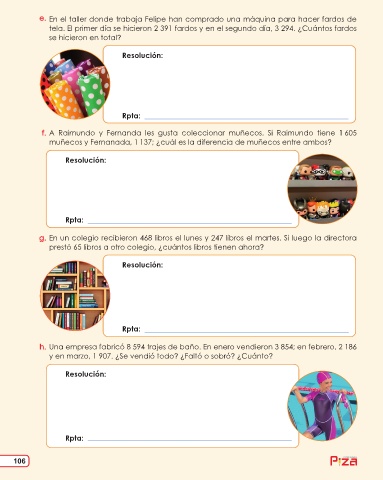 e. En el taller donde trabaja Felipe han comprado una máquina para hacer fardos de
tela. El primer día se hicieron 2 391 fardos y en el segundo día, 3 294. ¿Cuántos fardos
se hicieron en total?
Resolución:
Rpta:
f. A Raimundo y Fernanda les gusta coleccionar muñecos. Si Raimundo tiene 1 605
muñecos y Fernanada, 1 137; ¿cuál es la diferencia de muñecos entre ambos?
Resolución:
Rpta:
g. En un colegio recibieron 468 libros el lunes y 247 libros el martes. Si luego la directora
prestó 65 libros a otro colegio, ¿cuántos libros tienen ahora?
Resolución:
Rpta:
h. Una empresa fabricó 8 594 trajes de baño. En enero vendieron 3 854; en febrero, 2 186
y en marzo, 1 907. ¿Se vendió todo? ¿Faltó o sobró? ¿Cuánto?
Resolución:
Rpta:
106